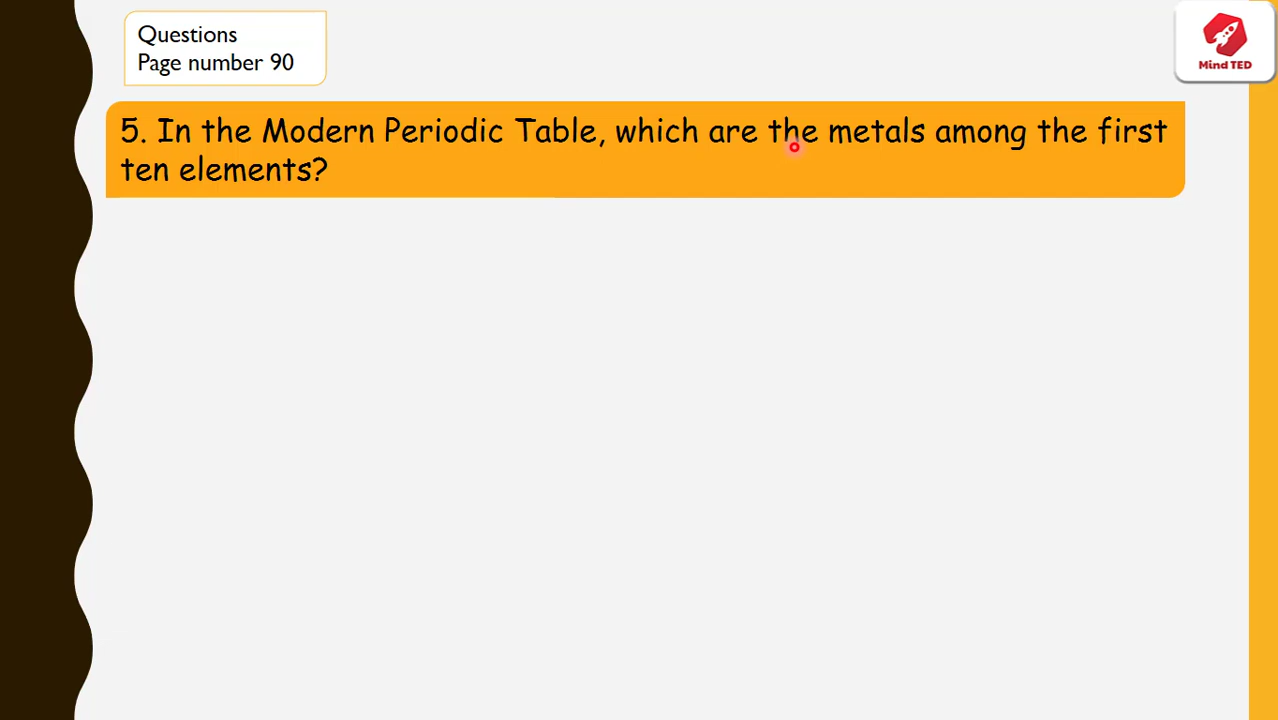 Questions
Page number 90
Mind TED
5. In the Modern Periodic Table, which are the metals among the first
ten elements?